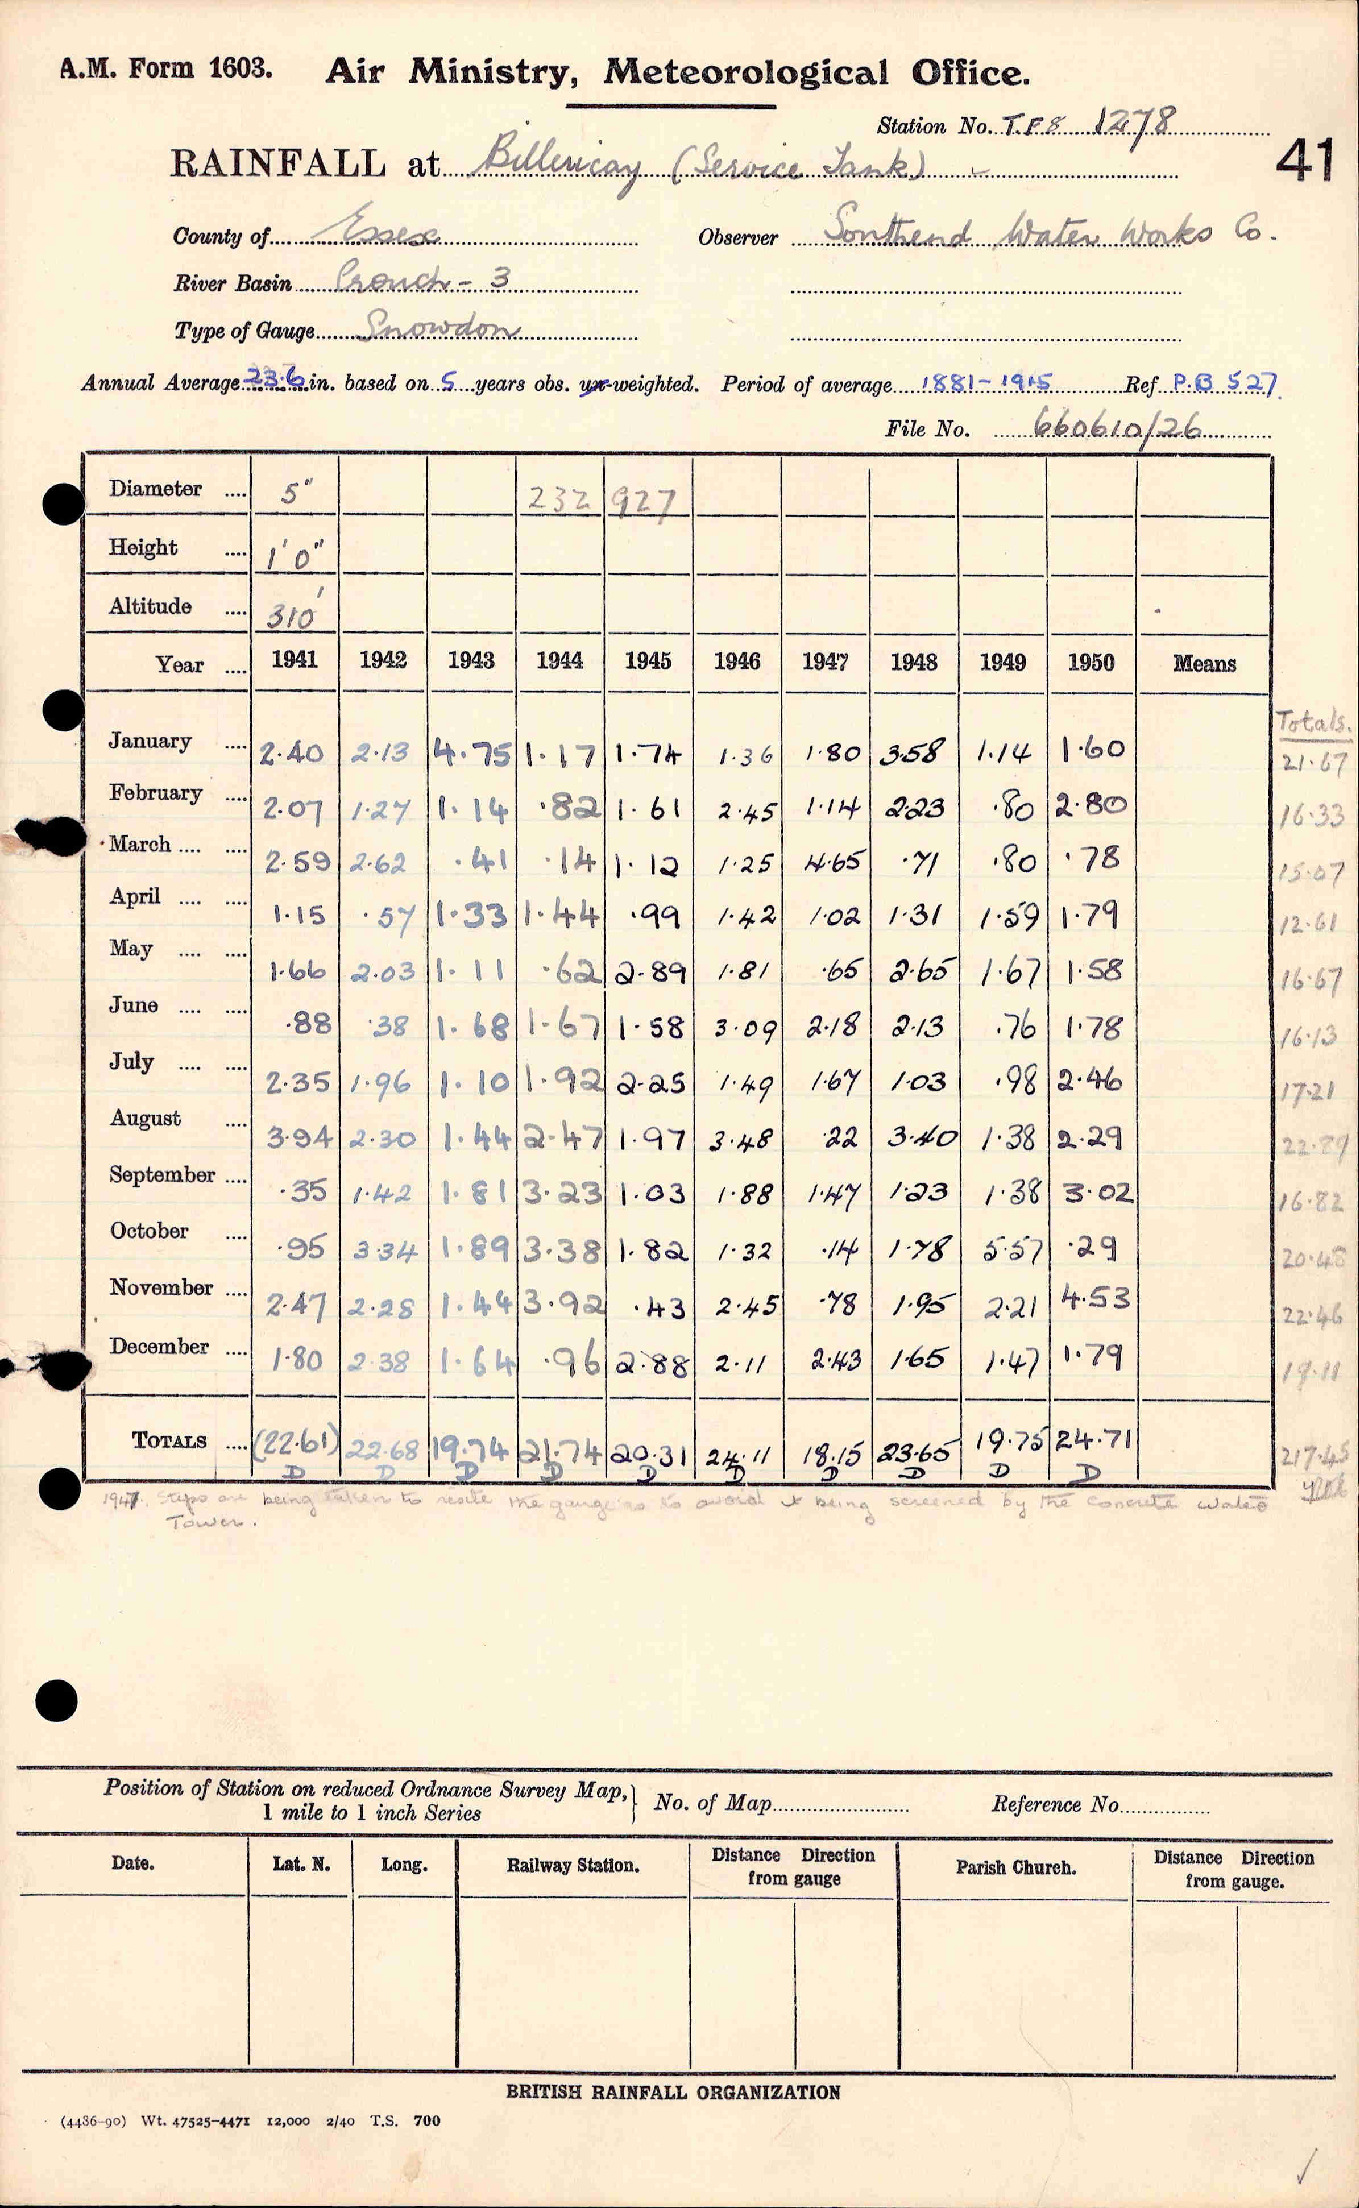 A.M. Form 1603. Air Ministry, Meteorological Office.
Station No. T.F8 1278
RAINFALL at Billericay (Service Tank) 41
County of Essex Observer Southend Water Works Co.
River Basin Crouch - 3
Type of Gauge Snowdon
Annual Average 23.6 in. based on 5 years obs. un-weighted. Period of average 1881-1915 Ref P.B 527
File No. 660610/26
Diameter .... 5" 232 927
Height .... 1'0"
Altitude .... 310'
Year .... 1941 1942 1943 1944 1945 1946 1947 1948 1949 1950 Means
Totals.
January .... 2.40 2.13 4.75 1.17 1.74 1.36 1.80 3.58 1.14 1.60 21.67
February .... 2.07 1.27 1.14 .82 1.61 2.45 1.14 2.23 .80 2.80 16.33
March .... .... 2.59 2.62 .41 .14 1.12 1.25 4.65 .71 .80 .78 15.07
April .... .... 1.15 .57 1.33 1.44 .99 1.42 1.02 1.31 1.59 1.79 12.61
May .... .... 1.66 2.03 1.11 .62 2.89 1.81 .65 2.65 1.67 1.58 16.67
June .... .... .88 .38 1.68 1.67 1.58 3.09 2.18 2.13 .76 1.78 16.13
July .... .... 2.35 1.96 1.10 1.92 2.25 1.49 1.67 1.03 .98 2.46 17.21
August .... 3.94 2.30 1.44 2.47 1.97 3.48 .22 3.40 1.38 2.29 22.89
September .... .35 1.42 1.81 3.23 1.03 1.88 1.47 1.23 1.38 3.02 16.82
October .... .95 3.34 1.89 3.38 1.82 1.32 .14 1.78 5.57 .29 20.48
November .... 2.47 2.28 1.44 3.92 .43 2.45 .78 1.95 2.21 4.53 22.46
December .... 1.80 2.38 1.64 .96 2.88 2.11 2.43 1.65 1.47 1.79 19.11
TOTALS .... (22.61) 22.68 19.74 21.74 20.31 24.11 18.15 23.65 19.75 24.71 217.45
D D D D D D D D D D
1947. Steps are being taken to resite the gauge so as to avoid it being screened by the concrete water
Tower.
Position of Station on reduced Ordnance Survey Map,} No. of Map Reference No.
1 mile to 1 inch Series
Date. Lat. N. Long. Railway Station. Distance Direction Parish Church. Distance Direction
from gauge from gauge.
BRITISH RAINFALL ORGANIZATION
(4436-90) Wt. 47525-4471 12,000 2/40 T.S. 700